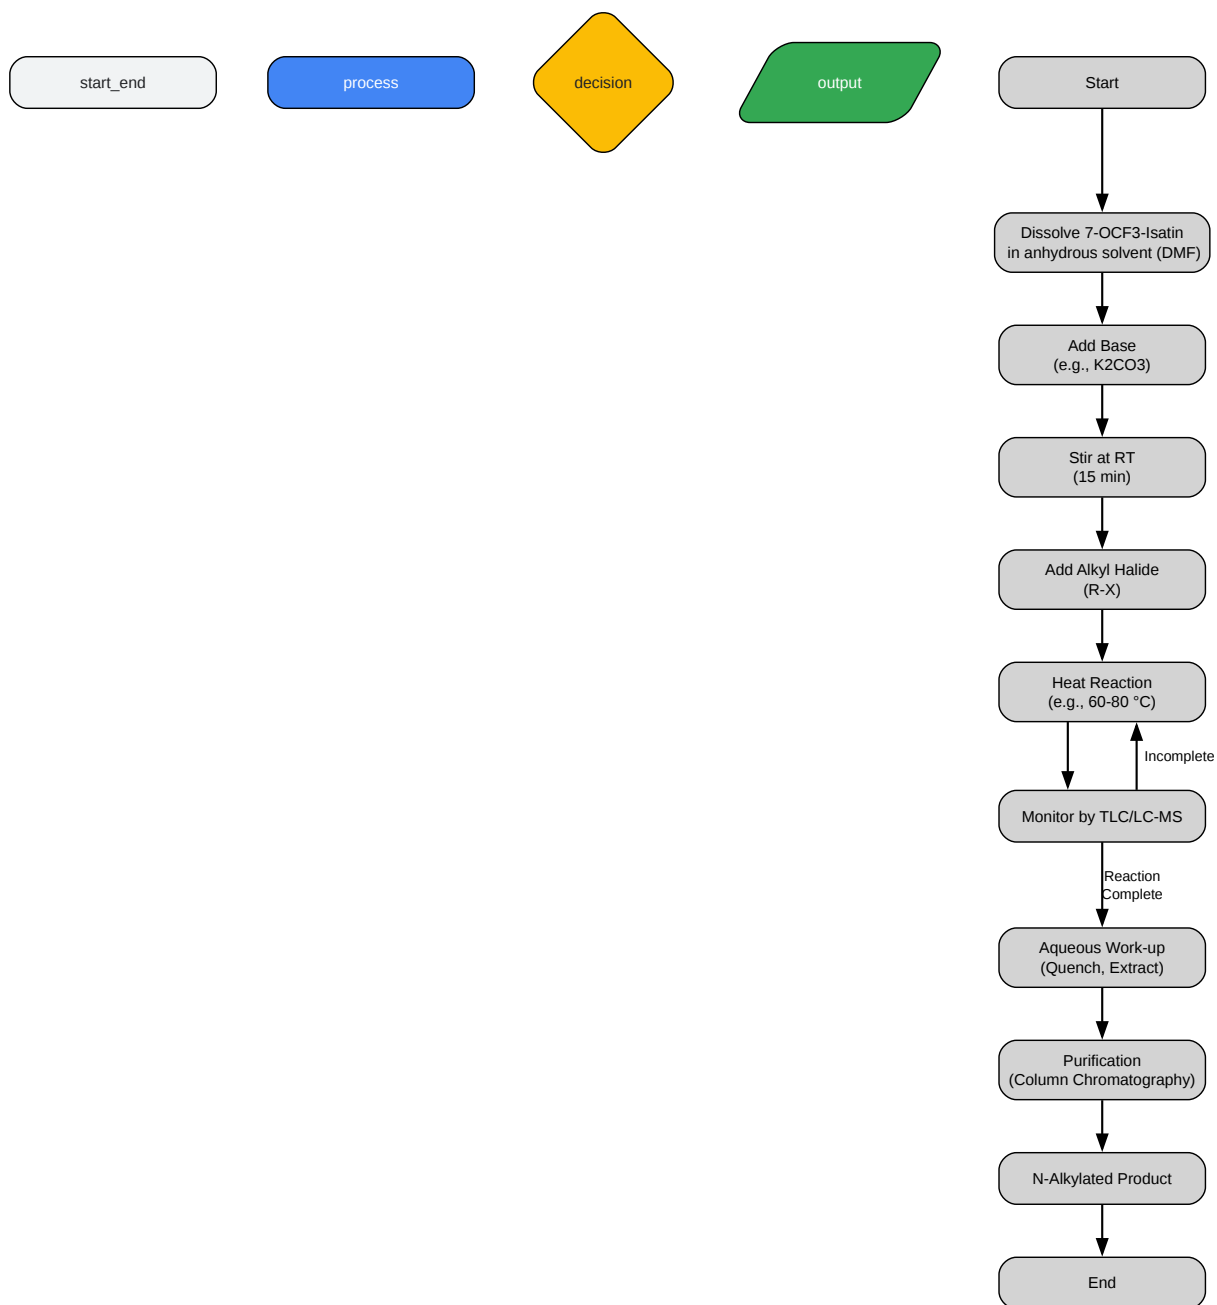 start_end
process
decision
output
Start
Dissolve 7-OCF3-Isatin
in anhydrous solvent (DMF)
Add Base
(e.g., K2CO3)
Stir at RT
(15 min)
Add Alkyl Halide
(R-X)
Heat Reaction
(e.g., 60-80 °C)
Incomplete
Monitor by TLC/LC-MS
Reaction
Complete
Aqueous Work-up
(Quench, Extract)
Purification
(Column Chromatography)
N-Alkylated Product
End